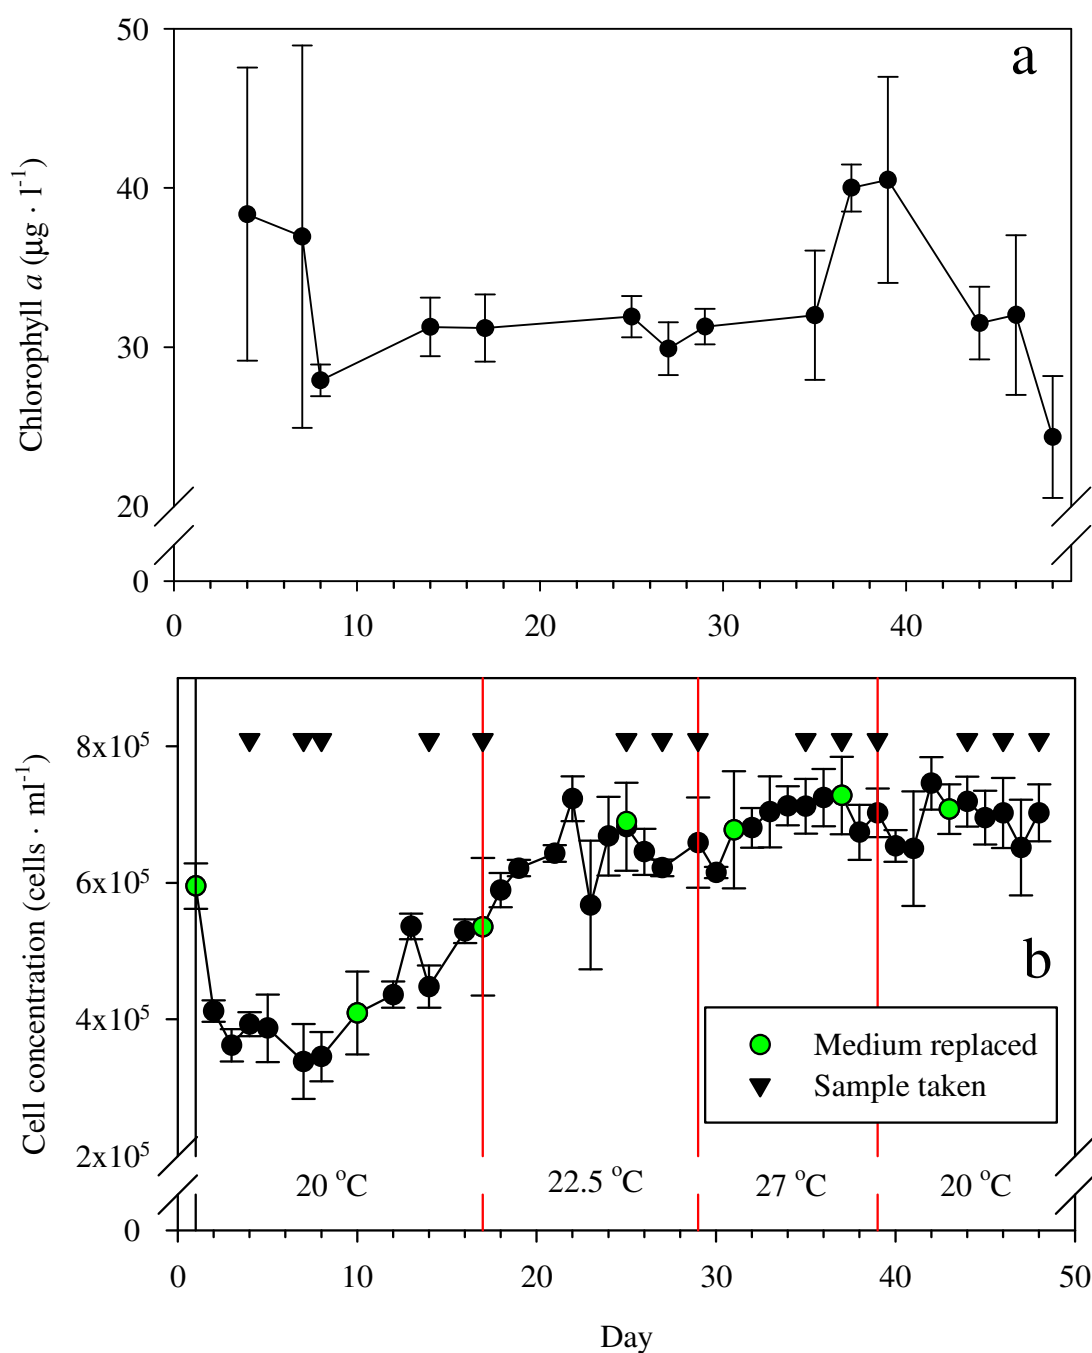 a
50
40
30
20
0
Chlorophyll a (µg · l⁻¹)
0 10 20 30 40
8x10⁵
6x10⁵
4x10⁵
2x10⁵
0
Cell concentration (cells · ml⁻¹)
b
Medium replaced
Sample taken
20 °C 22.5 °C 27 °C 20 °C
0 10 20 30 40 50
Day